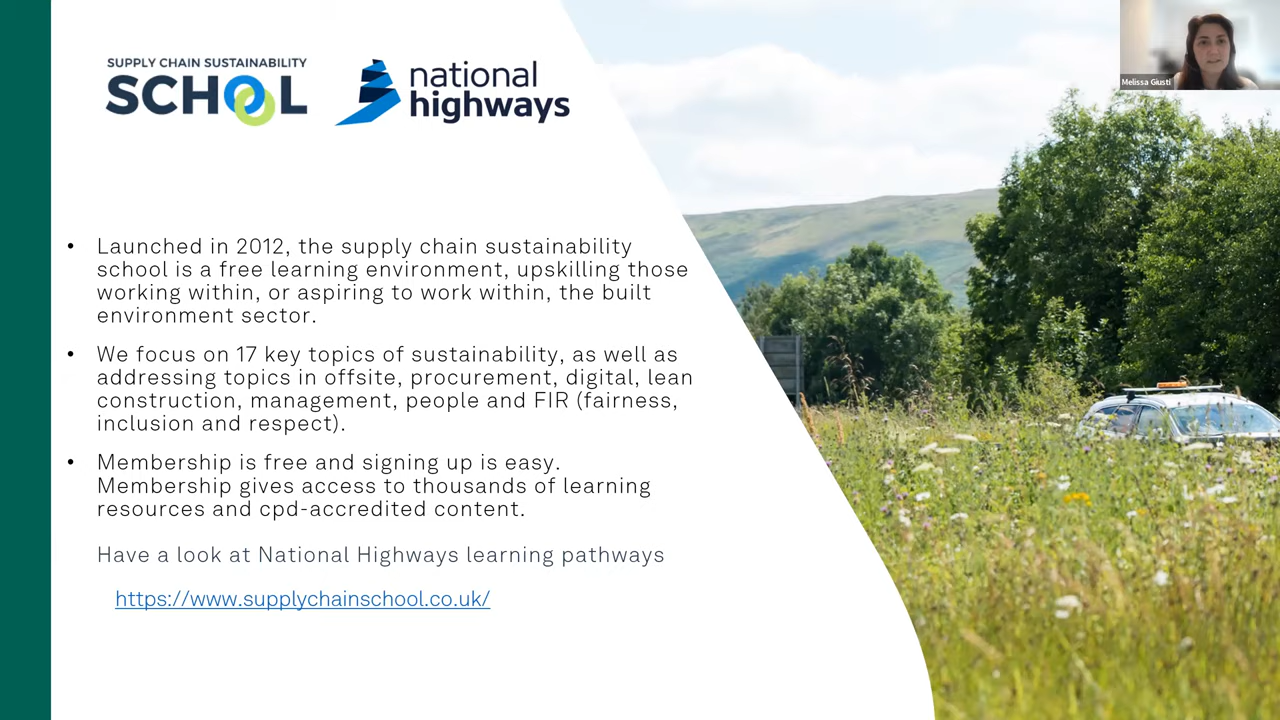 SUPPLY CHAIN SUSTAINABILITY
SCHOOL
national
highways
Melissa Giusti
• Launched in 2012, the supply chain sustainability
school is a free learning environment, upskilling those
working within, or aspiring to work within, the built
environment sector.
• We focus on 17 key topics of sustainability, as well as
addressing topics in offsite, procurement, digital, lean
construction, management, people and FIR (fairness,
inclusion and respect).
• Membership is free and signing up is easy.
Membership gives access to thousands of learning
resources and cpd-accredited content.
Have a look at National Highways learning pathways
https://www.supplychainschool.co.uk/